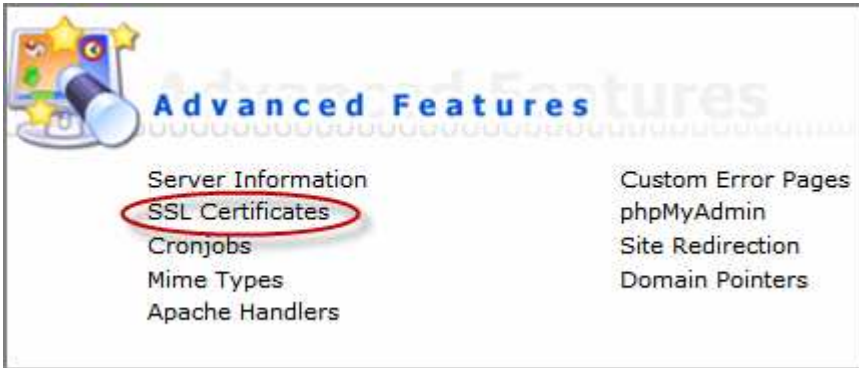 Advanced Features
Server Information
SSL Certificates
Cronjobs
Mime Types
Apache Handlers
Custom Error Pages
phpMyAdmin
Site Redirection
Domain Pointers